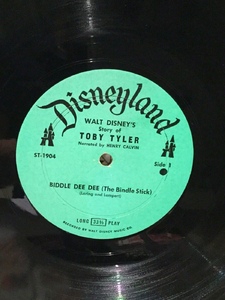 Disneyland
WALT DISNEY'S
Story of
TOBY TYLER
Narrated by HENRY CALVIN
ST-1904
Side 1
BIDDLE DEE DEE (The Bindle Stick)
LONG 33⅓ PLAY
RECORDED BY WALT DISNEY MUSIC CO.